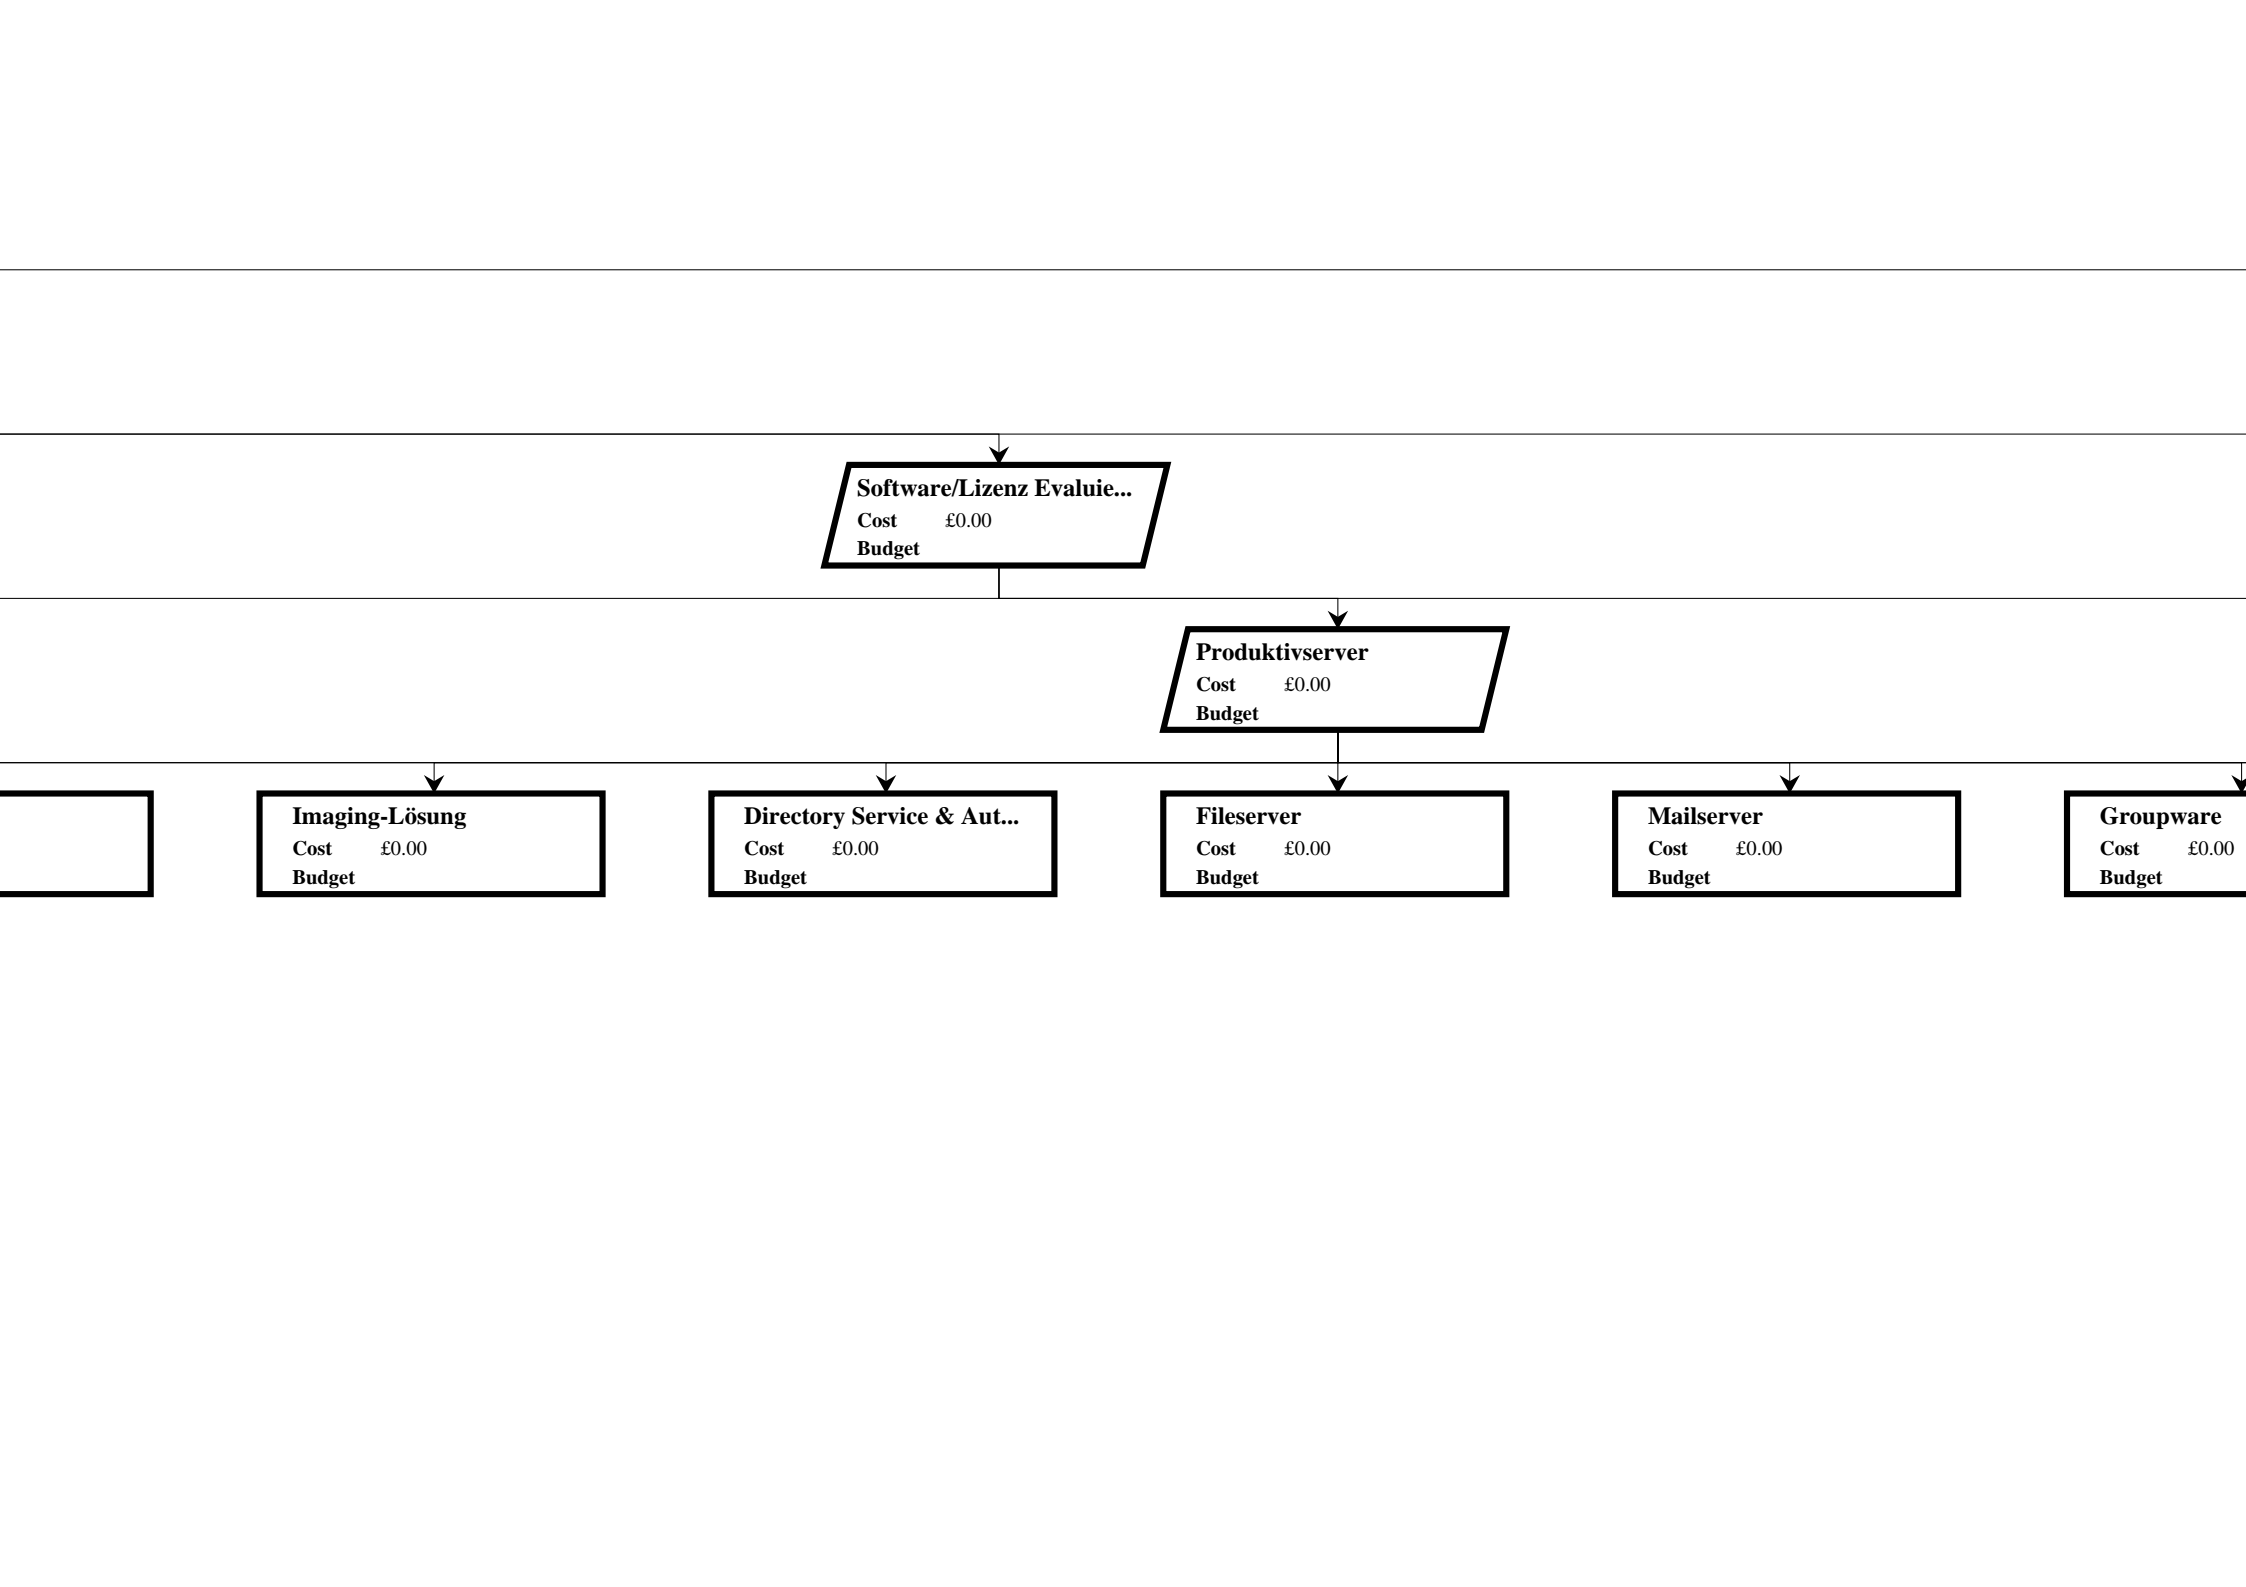 Software/Lizenz Evaluie...
Cost £0.00
Budget
Produktivserver
Cost £0.00
Budget
Imaging-Lösung
Cost £0.00
Budget
Directory Service & Aut...
Cost £0.00
Budget
Fileserver
Cost £0.00
Budget
Mailserver
Cost £0.00
Budget
Groupware
Cost £0.00
Budget